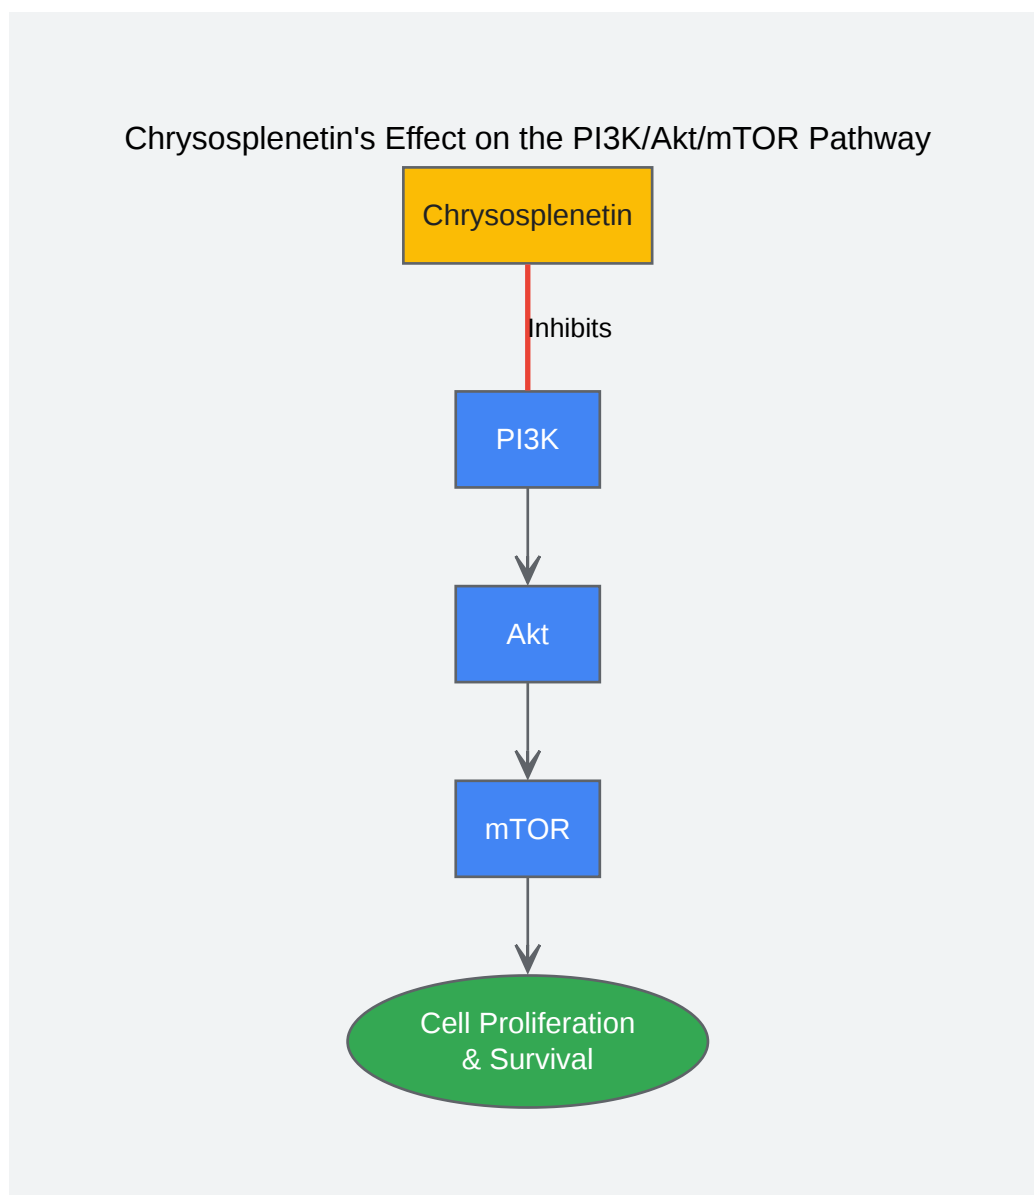 Chrysosplenetin's Effect on the PI3K/Akt/mTOR Pathway
Chrysosplenetin
Inhibits
PI3K
Akt
mTOR
Cell Proliferation
& Survival